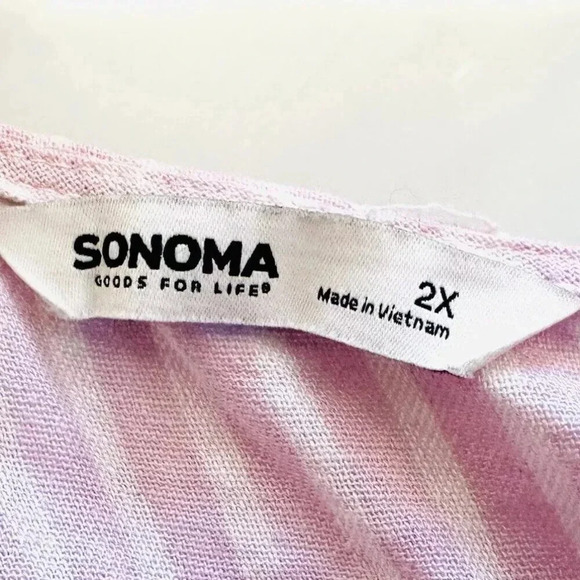 SONOMA
GOODS FOR LIFE®
2X
Made in Vietnam